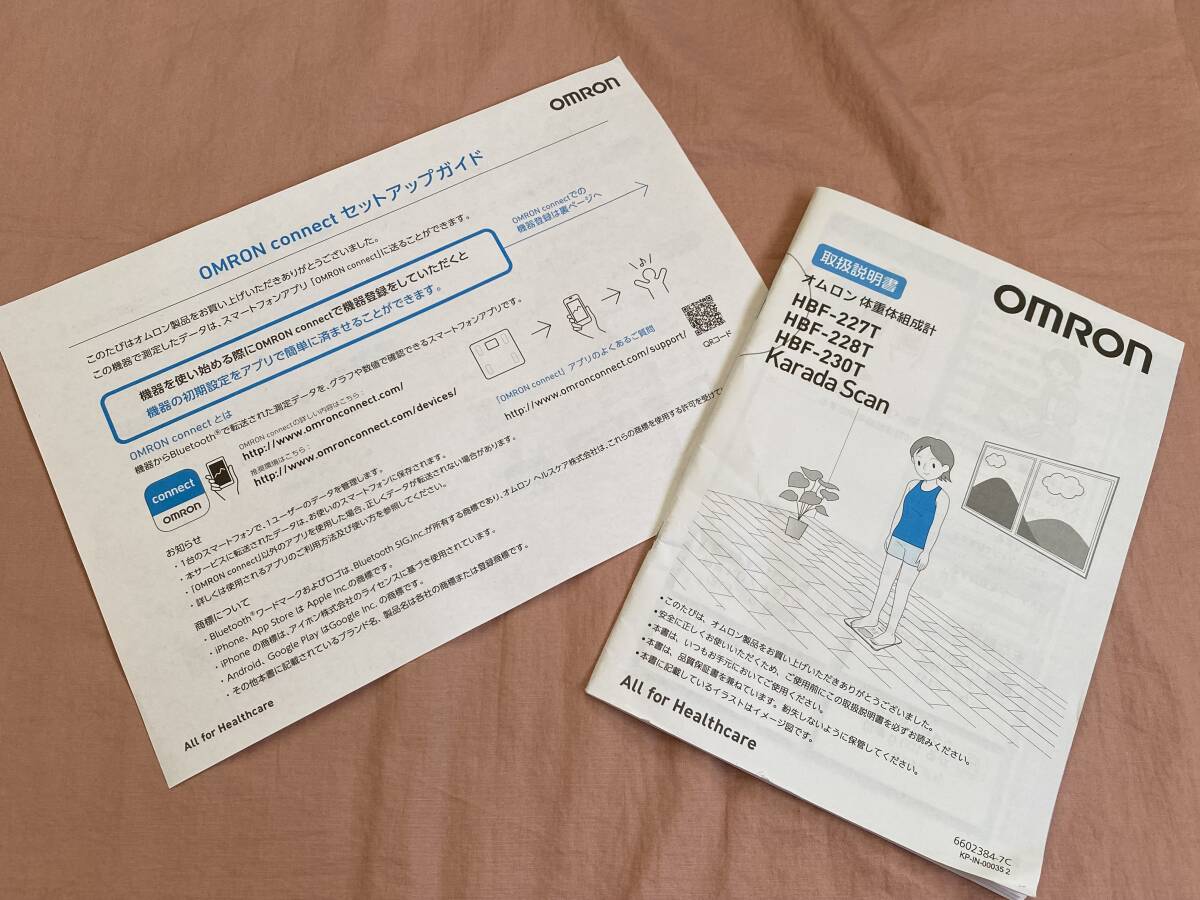 OMRON
OMRON connect セットアップガイド
このたびはオムロン製品をお買い上げいただきありがとうございました。
この機器で測定したデータは、スマートフォンアプリ「OMRON connect」に送ることができます。
機器を使い始める際にOMRON connectで機器登録をしていただくと
機器の初期設定をアプリで簡単に済ませることができます。
OMRON connectでの
機器登録は裏ページへ
OMRON connect とは
機器からBluetooth®で転送された測定データを、グラフや数値で確認できるスマートフォンアプリです。
OMRON connectの詳しい内容はこちら:
http://www.omronconnect.com/
推奨環境はこちら:
http://www.omronconnect.com/devices/
「OMRON connect」アプリのよくあるご質問
http://www.omronconnect.com/support/
QRコード
connect
OMRON
お知らせ
・1台のスマートフォンで、1ユーザーのデータを管理します。
・本サービスに転送されたデータは、お使いのスマートフォンに保存されます。
・「OMRON connect」以外のアプリを使用した場合、正しくデータが転送されない場合があります。
・詳しくは使用されるアプリのご利用方法及び使い方を参照してください。
商標について
・Bluetooth®ワードマークおよびロゴは、Bluetooth SIG,Inc.が所有する商標であり、オムロン ヘルスケア株式会社は、これらの商標を使用する許可を受けてい
・iPhone、App Store は Apple Inc.の商標です。
・iPhone の商標は、アイホン株式会社のライセンスに基づき使用されています。
・Android、Google Play はGoogle Inc. の商標です。
・その他本書に記載されているブランド名、製品名は各社の商標または登録商標です。
All for Healthcare
取扱説明書
OMRON
オムロン 体重体組成計
HBF-227T
HBF-228T
HBF-230T
Karada Scan
•このたびは、オムロン製品をお買い上げいただきありがとうございました。
•安全に正しくお使いいただくため、ご使用前にこの取扱説明書を必ずお読みください。
•本書は、いつもお手元においてご使用ください。
•本書は、品質保証書を兼ねています。紛失しないように保管してください。
•本書に記載しているイラストはイメージ図です。
All for Healthcare
6602384-7C
KP-IN-00035 2